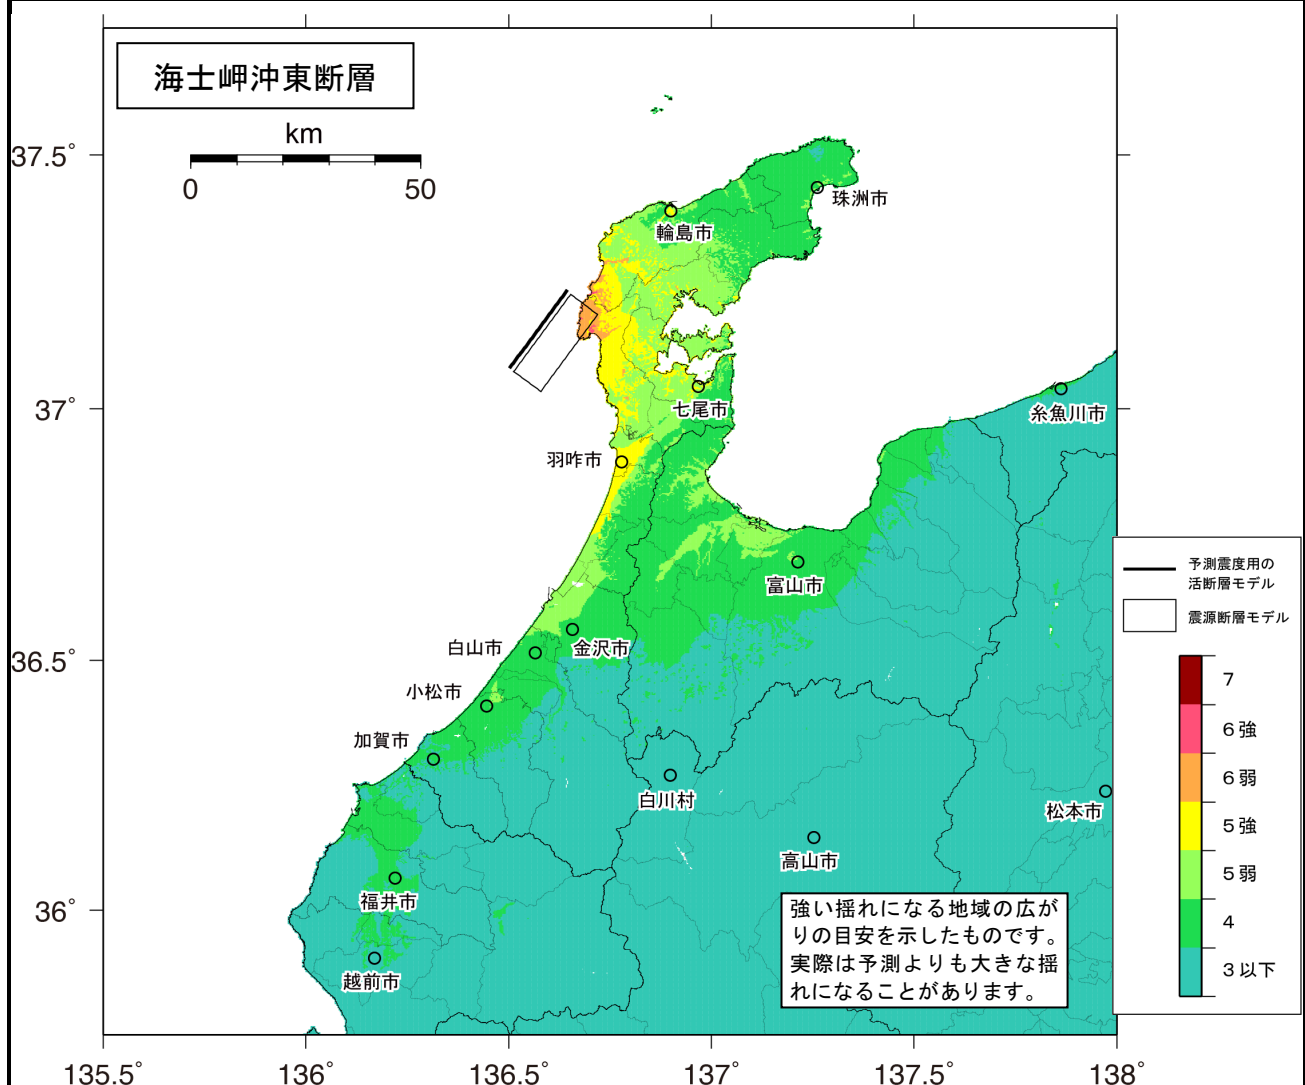 海士岬沖東断層
km
0 50
37.5°
37°
36.5°
36°
珠洲市
輪島市
七尾市
糸魚川市
羽咋市
富山市
白山市
金沢市
小松市
加賀市
白川村
松本市
高山市
福井市
越前市
強い揺れになる地域の広が
りの目安を示したものです。
実際は予測よりも大きな揺
れになることがあります。
予測震度用の
活断層モデル
震源断層モデル
7
6強
6弱
5強
5弱
4
3以下
135.5° 136° 136.5° 137° 137.5° 138°